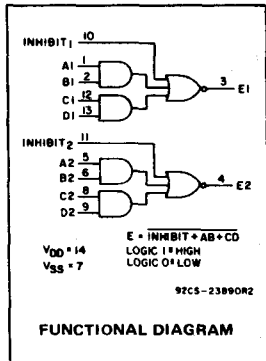 INHIBIT1 10
A1 1
B1 2
C1 12
D1 13
3 E1
INHIBIT2 11
A2 5
B2 6
C2 8
D2 9
4 E2
E = INHIBIT + AB + CD
VDD = 14 LOGIC 1 = HIGH
VSS = 7 LOGIC 0 = LOW
92CS-23890R2
FUNCTIONAL DIAGRAM